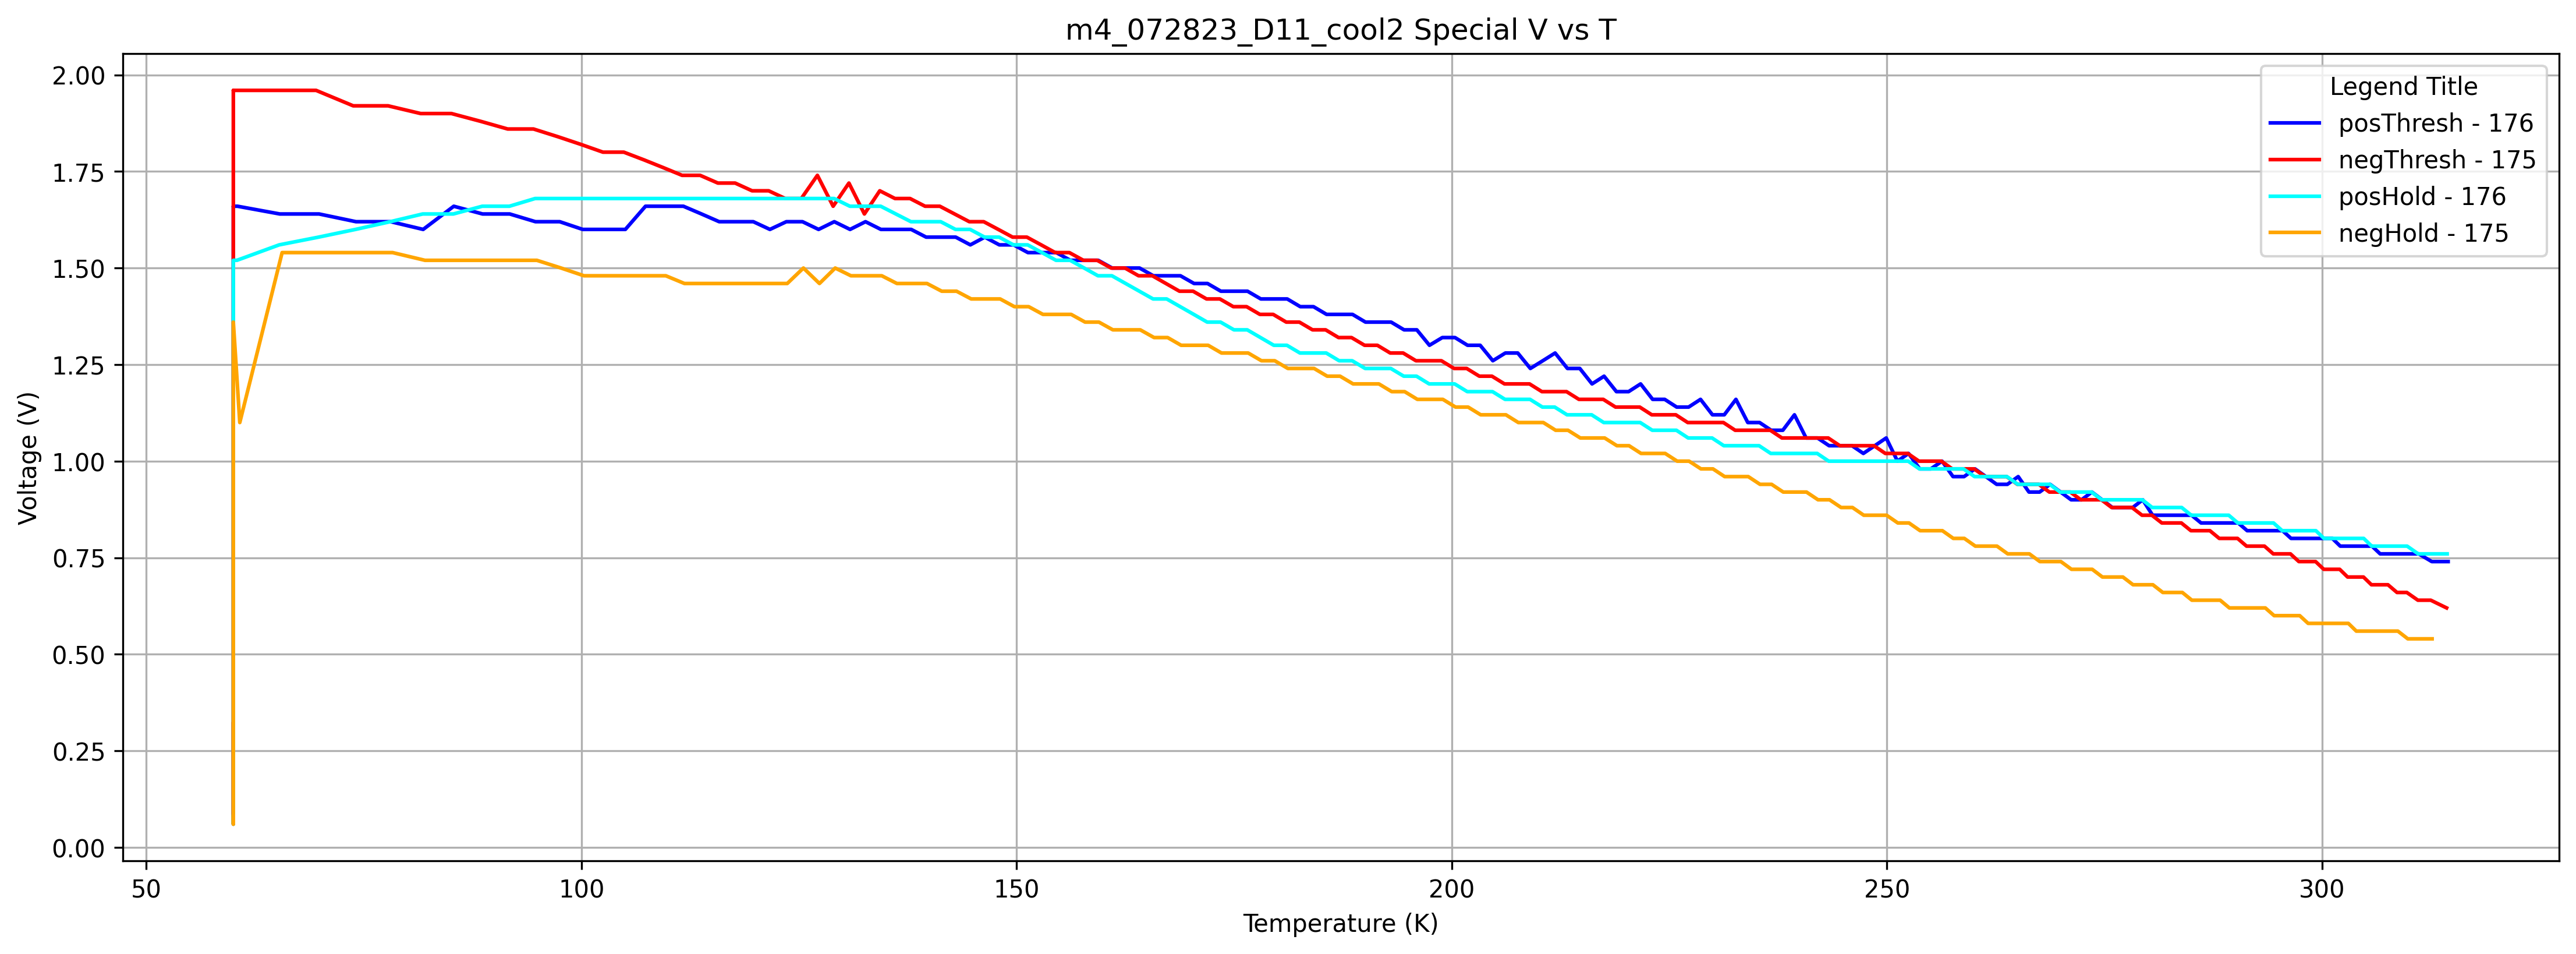 m4_072823_D11_cool2 Special V vs T
Legend Title
posThresh - 176
negThresh - 175
posHold - 176
negHold - 175
Voltage (V)
2.00
1.75
1.50
1.25
1.00
0.75
0.50
0.25
0.00
50 100 150 200 250 300
Temperature (K)